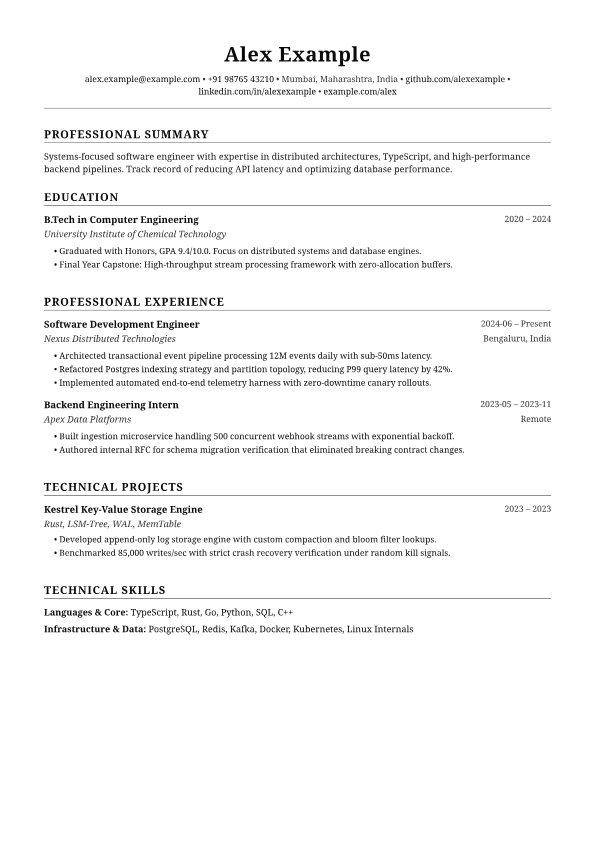 Alex Example
alex.example@example.com • +91 98765 43210 • Mumbai, Maharashtra, India • github.com/alexexample •
linkedin.com/in/alexexample • example.com/alex
PROFESSIONAL SUMMARY
Systems-focused software engineer with expertise in distributed architectures, TypeScript, and high-performance
backend pipelines. Track record of reducing API latency and optimizing database performance.
EDUCATION
B.Tech in Computer Engineering 2020 – 2024
University Institute of Chemical Technology
• Graduated with Honors, GPA 9.4/10.0. Focus on distributed systems and database engines.
• Final Year Capstone: High-throughput stream processing framework with zero-allocation buffers.
PROFESSIONAL EXPERIENCE
Software Development Engineer 2024-06 – Present
Nexus Distributed Technologies Bengaluru, India
• Architected transactional event pipeline processing 12M events daily with sub-50ms latency.
• Refactored Postgres indexing strategy and partition topology, reducing P99 query latency by 42%.
• Implemented automated end-to-end telemetry harness with zero-downtime canary rollouts.
Backend Engineering Intern 2023-05 – 2023-11
Apex Data Platforms Remote
• Built ingestion microservice handling 500 concurrent webhook streams with exponential backoff.
• Authored internal RFC for schema migration verification that eliminated breaking contract changes.
TECHNICAL PROJECTS
Kestrel Key-Value Storage Engine 2023 – 2023
Rust, LSM-Tree, WAL, MemTable
• Developed append-only log storage engine with custom compaction and bloom filter lookups.
• Benchmarked 85,000 writes/sec with strict crash recovery verification under random kill signals.
TECHNICAL SKILLS
Languages & Core: TypeScript, Rust, Go, Python, SQL, C++
Infrastructure & Data: PostgreSQL, Redis, Kafka, Docker, Kubernetes, Linux Internals